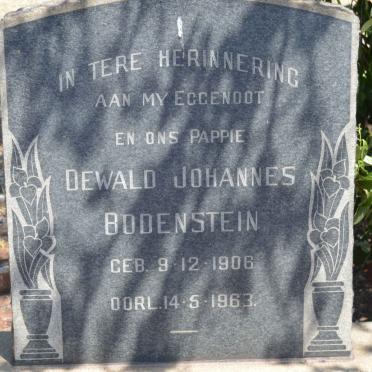 IN TERE HERINNERING
AAN MY EGGENOOT
EN ONS PAPPIE
DEWALD JOHANNES
BODENSTEIN
GEB. 9-12-1906
OORL. 14-5-1963.